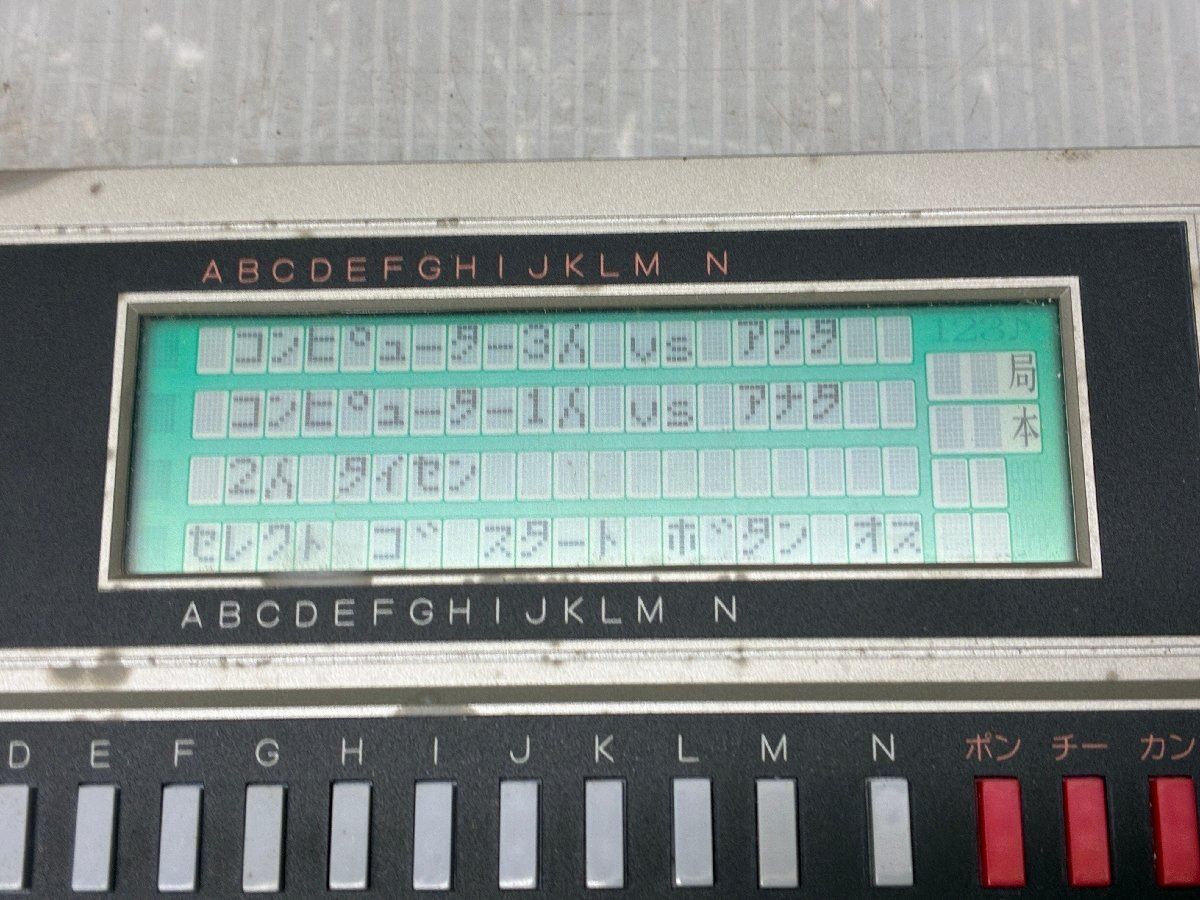 ABCDEFGHIJKLM N
コンピューター3人 vs アナタ
コンピューター1人 vs アナタ
2人 タイセン
セレクト ゴ スタート ボタン オス
123
局
本
ABCDEFGHIJKLM N
D E F G H I J K L M N ポン チー カン